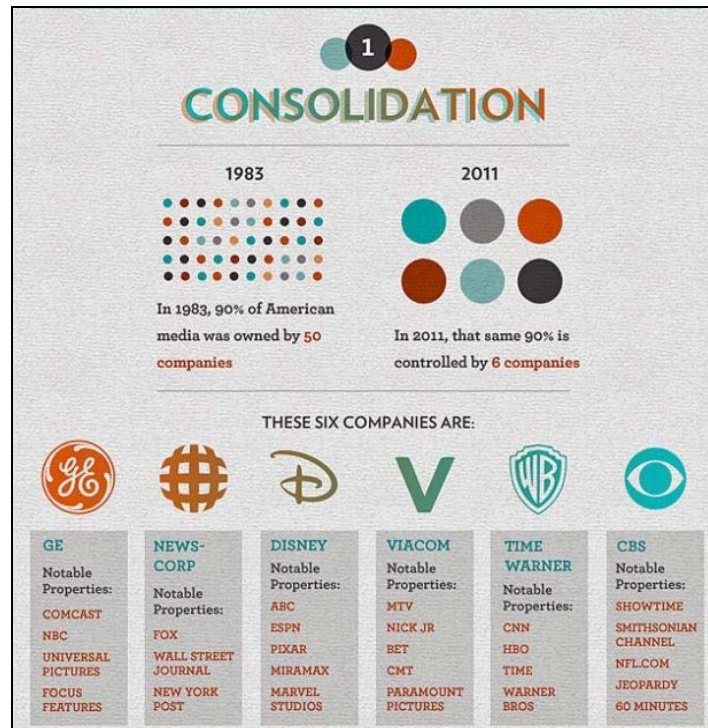 1
CONSOLIDATION
1983
In 1983, 90% of American
media was owned by 50
companies
2011
In 2011, that same 90% is
controlled by 6 companies
THESE SIX COMPANIES ARE:
GE
GE
Notable
Properties:
COMCAST
NBC
UNIVERSAL
PICTURES
FOCUS
FEATURES
NEWS-
CORP
Notable
Properties:
FOX
WALL STREET
JOURNAL
NEW YORK
POST
D
DISNEY
Notable
Properties:
ABC
ESPN
PIXAR
MIRAMAX
MARVEL
STUDIOS
V
VIACOM
Notable
Properties:
MTV
NICK JR
BET
CMT
PARAMOUNT
PICTURES
WB
TIME
WARNER
Notable
Properties:
CNN
HBO
TIME
WARNER
BROS
CBS
Notable
Properties:
SHOWTIME
SMITHSONIAN
CHANNEL
NFL.COM
JEOPARDY
60 MINUTES